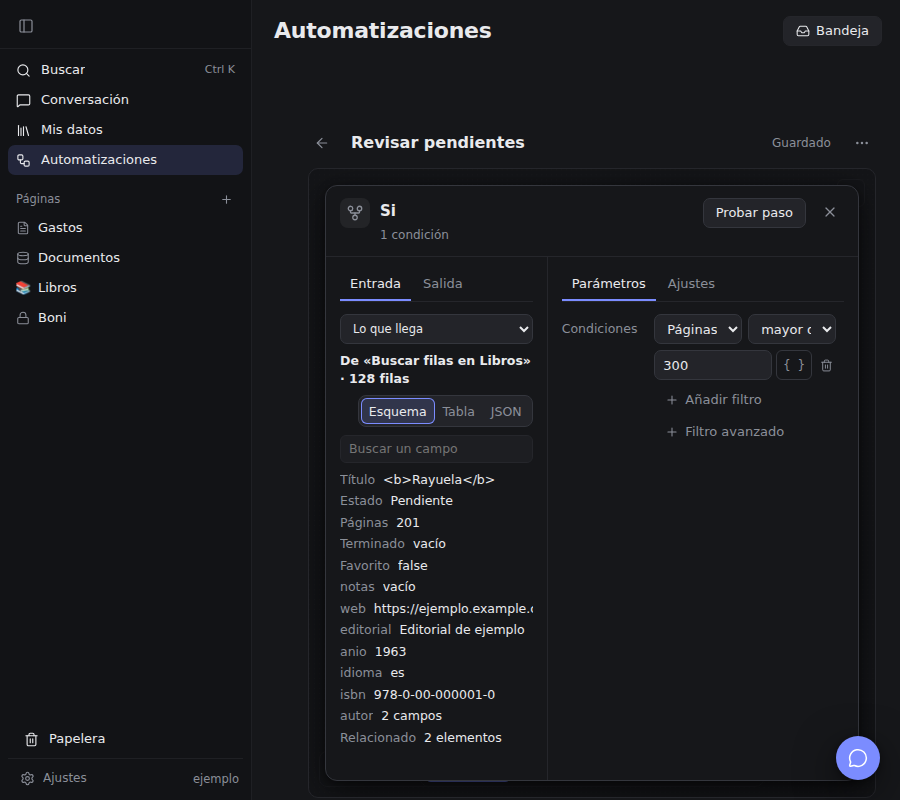 Automatizaciones
Bandeja
Buscar Ctrl K
Conversación
Mis datos
Automatizaciones
Páginas
Gastos
Documentos
Libros
Boni
Papelera
Ajustes ejemplo
Revisar pendientes
Guardado
Si
1 condición
Probar paso
Entrada Salida
Lo que llega
De «Buscar filas en Libros»
· 128 filas
Esquema Tabla JSON
Buscar un campo
Título <b>Rayuela</b>
Estado Pendiente
Páginas 201
Terminado vacío
Favorito false
notas vacío
web https://ejemplo.example.c
editorial Editorial de ejemplo
anio 1963
idioma es
isbn 978-0-00-000001-0
autor 2 campos
Relacionado 2 elementos
Parámetros Ajustes
Condiciones Páginas mayor
300 { }
Añadir filtro
Filtro avanzado